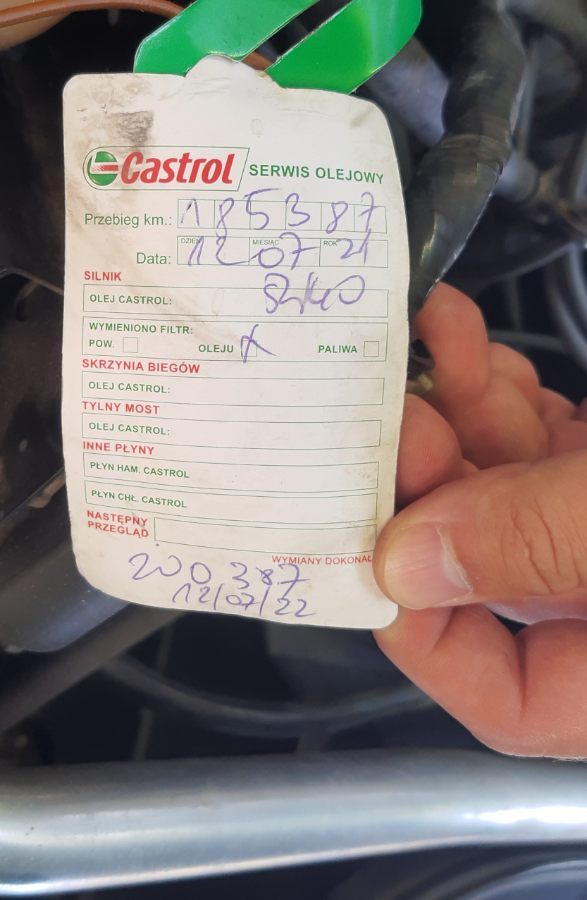 Castrol SERWIS OLEJOWY
Przebieg km.: 185387
DZIEŃ MIESIĄC ROK
Data: 12 07 21
SILNIK
OLEJ CASTROL: 5W40
WYMIENIONO FILTR:
POW. OLEJU X PALIWA
SKRZYNIA BIEGÓW
OLEJ CASTROL:
TYLNY MOST
OLEJ CASTROL:
INNE PŁYNY
PŁYN HAM. CASTROL
PŁYN CHŁ. CASTROL
NASTĘPNY
PRZEGLĄD
WYMIANY DOKONAŁ
200387
12/07/22